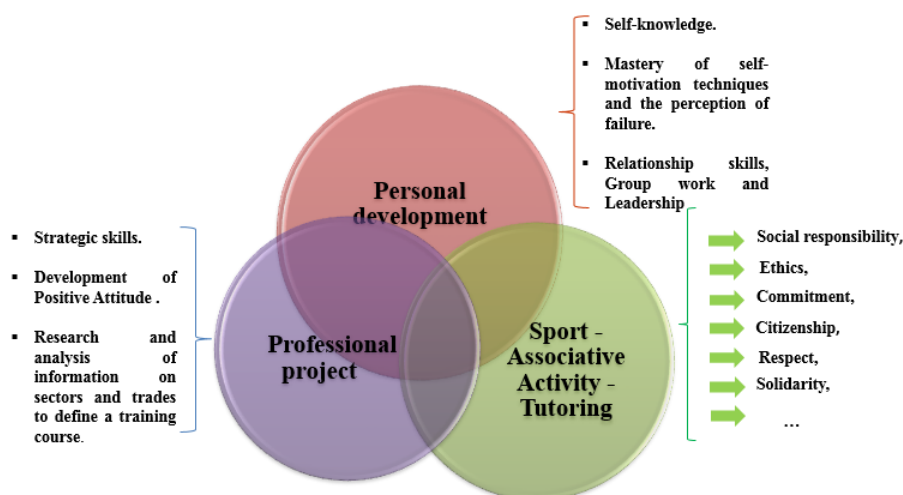 ▪ Self-knowledge.
▪ Mastery of self-
motivation techniques
and the perception of
failure.
▪ Relationship skills,
Group work and
Leadership
Personal
development
▪ Strategic skills.
▪ Development of
Positive Attitude .
▪ Research and
analysis of
information on
sectors and trades
to define a training
course.
Professional
project
Sport -
Associative
Activity -
Tutoring
Social responsibility,
Ethics,
Commitment,
Citizenship,
Respect,
Solidarity,
...